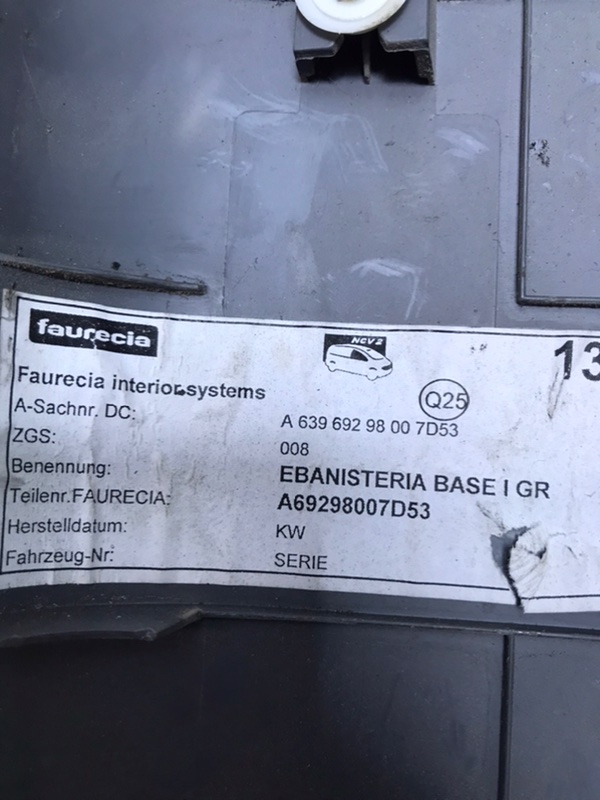 faurecia
NCV 2
13
Faurecia interior systems
Q25
A-Sachnr. DC: A 639 692 98 00 7D53
ZGS: 008
Benennung: EBANISTERIA BASE I GR
Teilenr.FAURECIA: A69298007D53
Herstelldatum: KW
Fahrzeug-Nr: SERIE